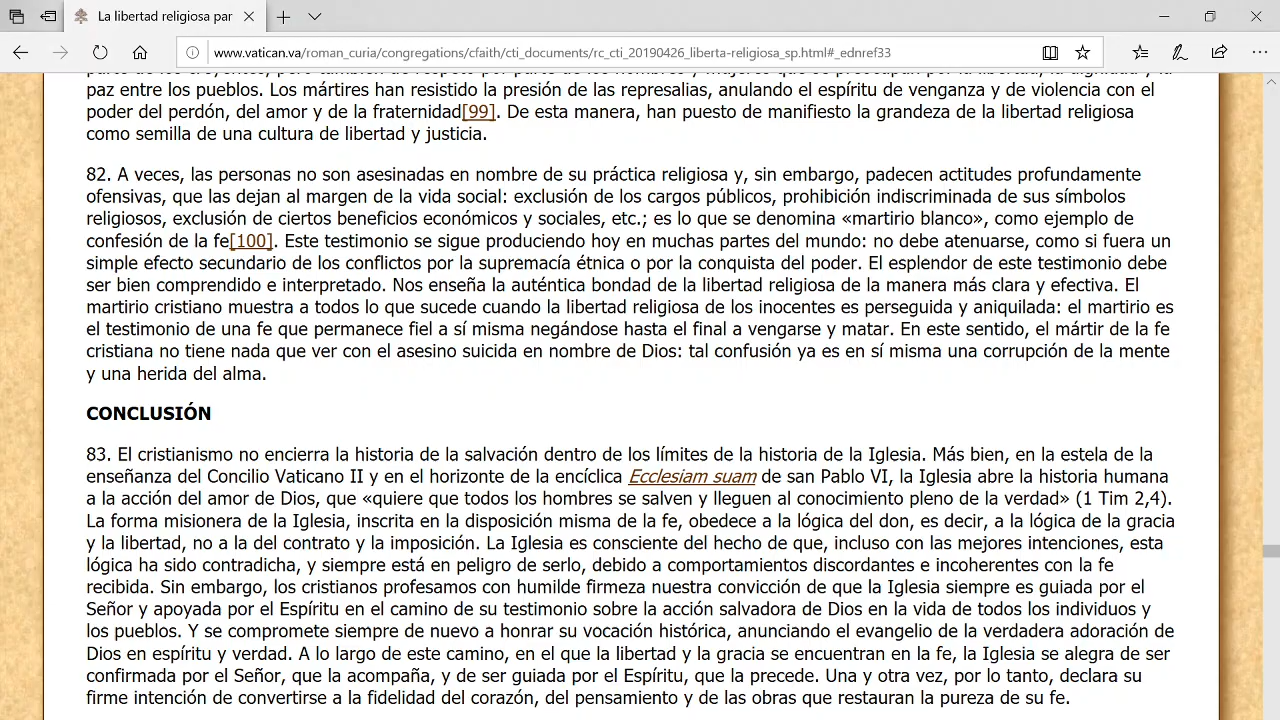 La libertad religiosa par
www.vatican.va/roman_curia/congregations/cfaith/cti_documents/rc_cti_20190426_liberta-religiosa_sp.html#_ednref33
paz entre los pueblos. Los mártires han resistido la presión de las represalias, anulando el espíritu de venganza y de violencia con el
poder del perdón, del amor y de la fraternidad[99]. De esta manera, han puesto de manifiesto la grandeza de la libertad religiosa
como semilla de una cultura de libertad y justicia.
82. A veces, las personas no son asesinadas en nombre de su práctica religiosa y, sin embargo, padecen actitudes profundamente
ofensivas, que las dejan al margen de la vida social: exclusión de los cargos públicos, prohibición indiscriminada de sus símbolos
religiosos, exclusión de ciertos beneficios económicos y sociales, etc.; es lo que se denomina «martirio blanco», como ejemplo de
confesión de la fe[100]. Este testimonio se sigue produciendo hoy en muchas partes del mundo: no debe atenuarse, como si fuera un
simple efecto secundario de los conflictos por la supremacía étnica o por la conquista del poder. El esplendor de este testimonio debe
ser bien comprendido e interpretado. Nos enseña la auténtica bondad de la libertad religiosa de la manera más clara y efectiva. El
martirio cristiano muestra a todos lo que sucede cuando la libertad religiosa de los inocentes es perseguida y aniquilada: el martirio es
el testimonio de una fe que permanece fiel a sí misma negándose hasta el final a vengarse y matar. En este sentido, el mártir de la fe
cristiana no tiene nada que ver con el asesino suicida en nombre de Dios: tal confusión ya es en sí misma una corrupción de la mente
y una herida del alma.
CONCLUSIÓN
83. El cristianismo no encierra la historia de la salvación dentro de los límites de la historia de la Iglesia. Más bien, en la estela de la
enseñanza del Concilio Vaticano II y en el horizonte de la encíclica Ecclesiam suam de san Pablo VI, la Iglesia abre la historia humana
a la acción del amor de Dios, que «quiere que todos los hombres se salven y lleguen al conocimiento pleno de la verdad» (1 Tim 2,4).
La forma misionera de la Iglesia, inscrita en la disposición misma de la fe, obedece a la lógica del don, es decir, a la lógica de la gracia
y la libertad, no a la del contrato y la imposición. La Iglesia es consciente del hecho de que, incluso con las mejores intenciones, esta
lógica ha sido contradicha, y siempre está en peligro de serlo, debido a comportamientos discordantes e incoherentes con la fe
recibida. Sin embargo, los cristianos profesamos con humilde firmeza nuestra convicción de que la Iglesia siempre es guiada por el
Señor y apoyada por el Espíritu en el camino de su testimonio sobre la acción salvadora de Dios en la vida de todos los individuos y
los pueblos. Y se compromete siempre de nuevo a honrar su vocación histórica, anunciando el evangelio de la verdadera adoración de
Dios en espíritu y verdad. A lo largo de este camino, en el que la libertad y la gracia se encuentran en la fe, la Iglesia se alegra de ser
confirmada por el Señor, que la acompaña, y de ser guiada por el Espíritu, que la precede. Una y otra vez, por lo tanto, declara su
firme intención de convertirse a la fidelidad del corazón, del pensamiento y de las obras que restauran la pureza de su fe.